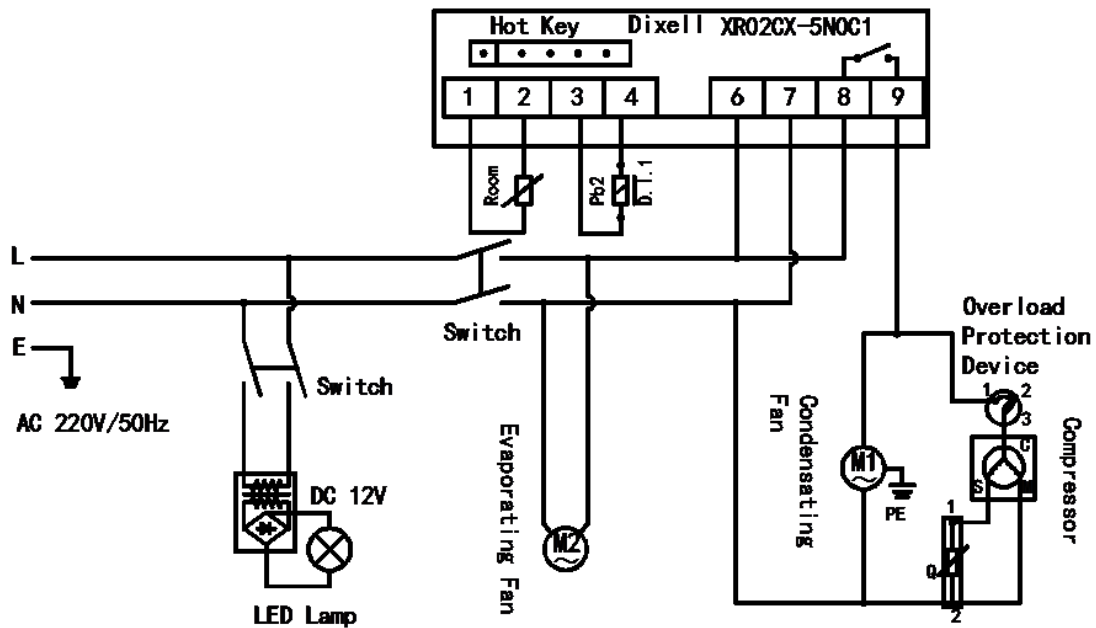 Hot Key Dixell XR02CX-5N0C1
1 2 3 4 6 7 8 9
Room
Pb2
D.I.1
L
N
E
Switch
Switch
AC 220V/50Hz
Overload
Protection
Device
1 2
3
C
S M
Compressor
Condensating
Fan
Evaporating Fan
M1
PE
M2
DC 12V
LED Lamp
1
Q
2